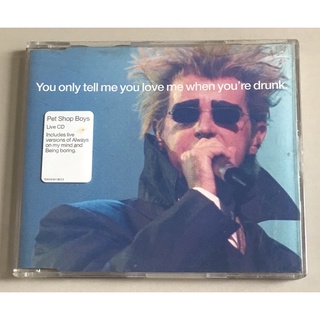 You only tell me you love me when you're drunk.
Pet Shop Boys
Live CD
Includes live
versions of Always
on my mind and
Being boring.